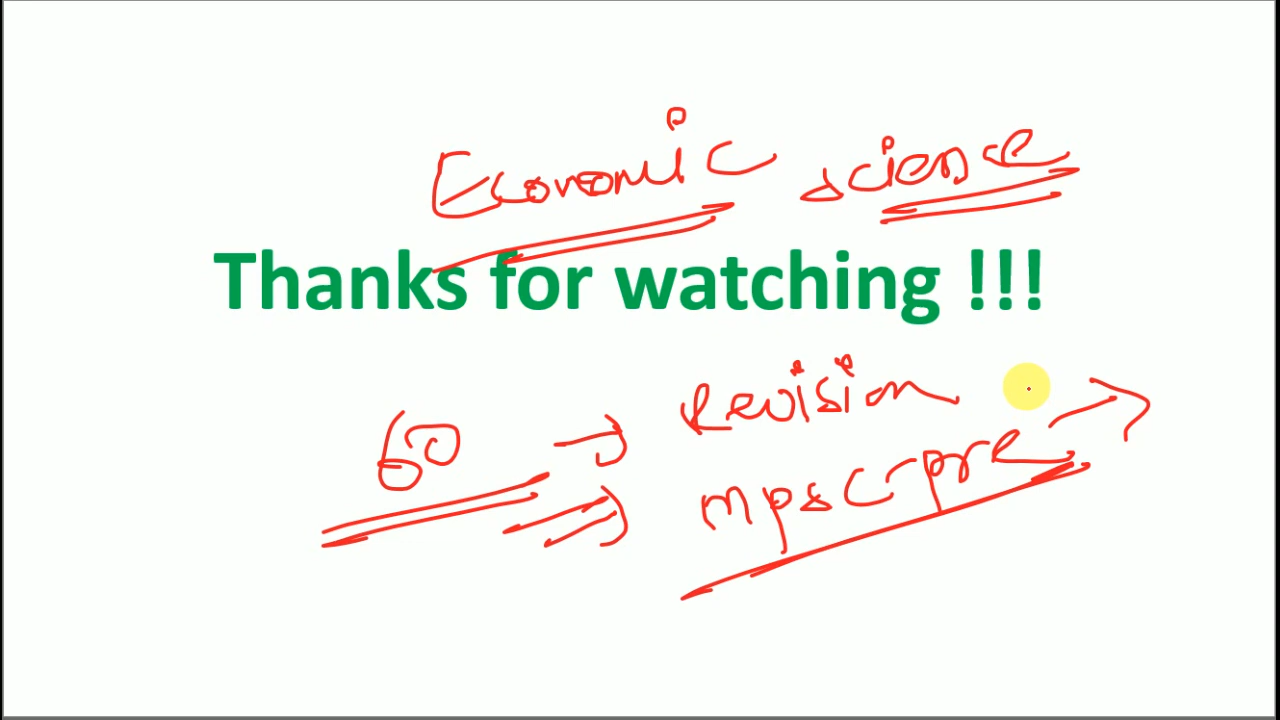 Economic science
Thanks for watching !!!
60 → Revision
→ mpsc-pre →